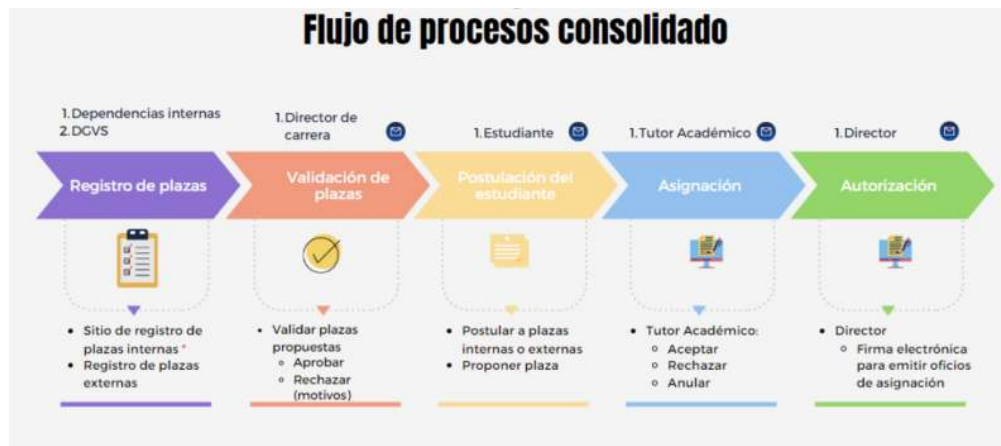 Flujo de procesos consolidado
1.Dependencias internas
2.DGVS
1.Director de
carrera
1.Estudiante
1.Tutor Académico
1.Director
Registro de plazas
Validación de
plazas
Postulación del
estudiante
Asignación
Autorización
• Sitio de registro de
plazas internas *
• Registro de plazas
externas
• Validar plazas
propuestas
◦ Aprobar
◦ Rechazar
(motivos)
• Postular a plazas
internas o externas
• Proponer plaza
• Tutor Académico:
◦ Aceptar
◦ Rechazar
◦ Anular
• Director
◦ Firma electrónica
para emitir oficios
de asignación